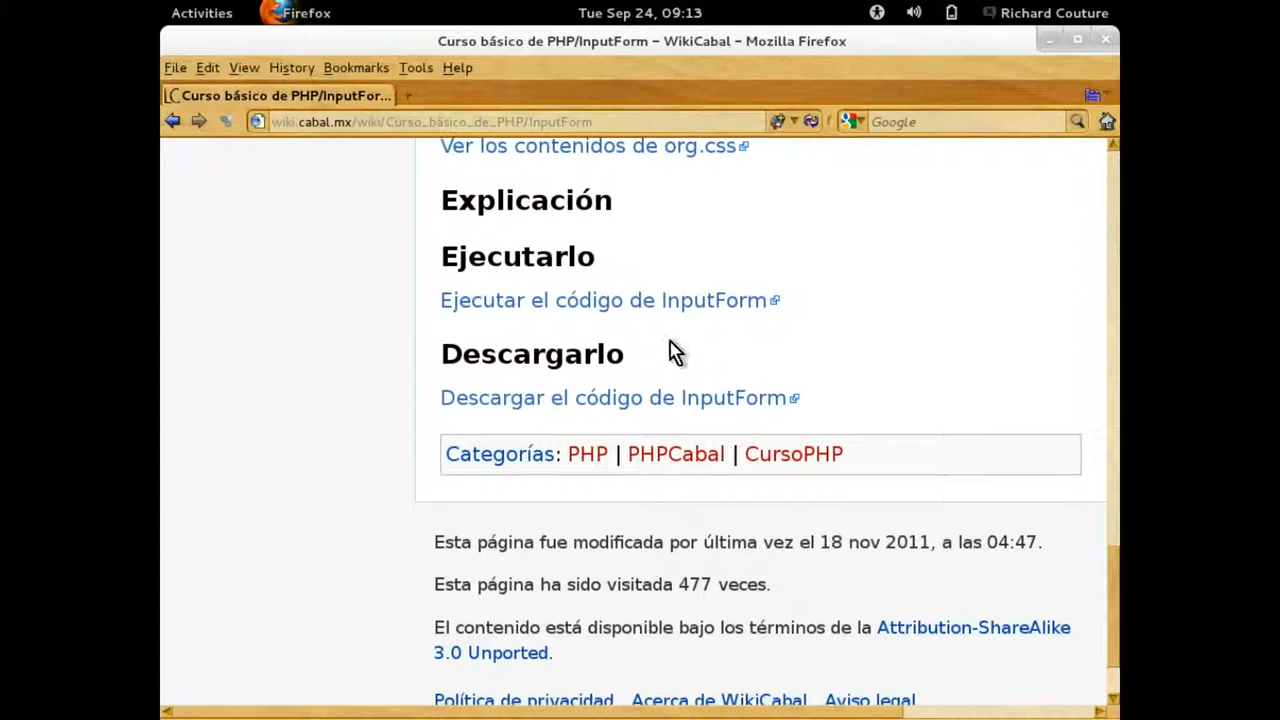 Activities Firefox Tue Sep 24, 09:13 Richard Couture
Curso básico de PHP/InputForm – WikiCabal – Mozilla Firefox
File Edit View History Bookmarks Tools Help
Curso básico de PHP/InputFor...
wiki.cabal.mx/wiki/Curso_básico_de_PHP/InputForm Google
Ver los contenidos de org.css
Explicación
Ejecutarlo
Ejecutar el código de InputForm
Descargarlo
Descargar el código de InputForm
Categorías: PHP | PHPCabal | CursoPHP
Esta página fue modificada por última vez el 18 nov 2011, a las 04:47.
Esta página ha sido visitada 477 veces.
El contenido está disponible bajo los términos de la Attribution-ShareAlike
3.0 Unported.
Política de privacidad Acerca de WikiCabal Aviso legal